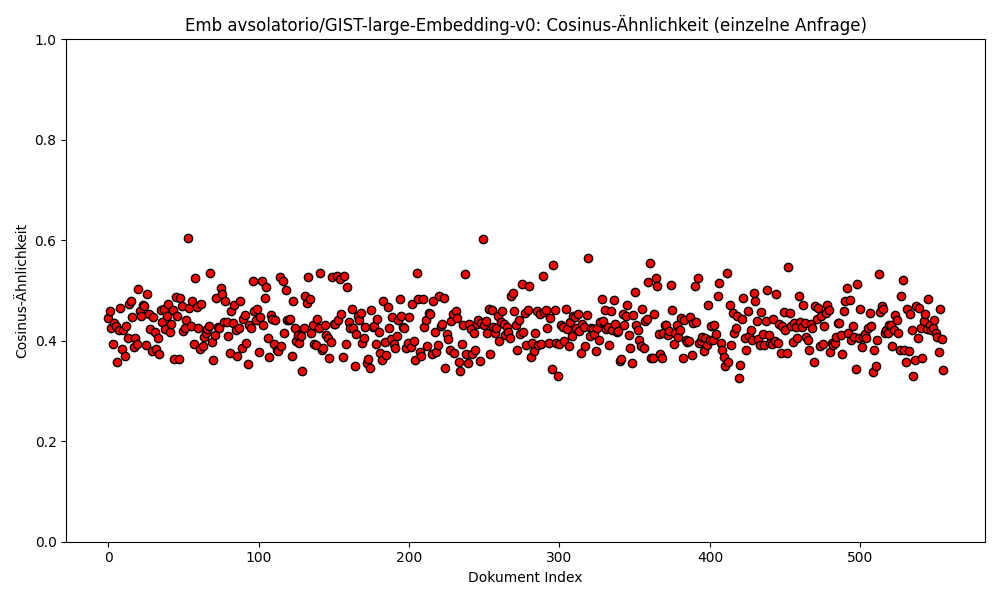 Emb avsolatorio/GIST-large-Embedding-v0: Cosinus-Ähnlichkeit (einzelne Anfrage)
1.0
0.8
0.6
0.4
0.2
0.0
Cosinus-Ähnlichkeit
0 100 200 300 400 500
Dokument Index